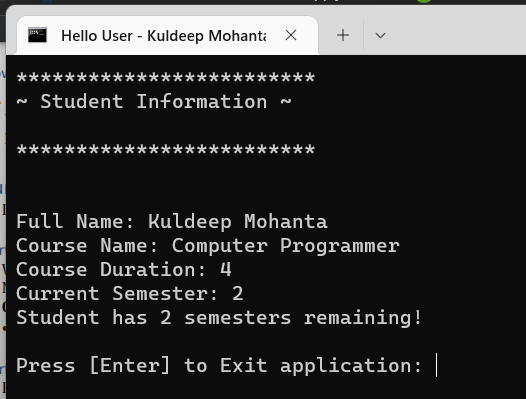 Hello User - Kuldeep Mohanta
*************************
~ Student Information ~
*************************
Full Name: Kuldeep Mohanta
Course Name: Computer Programmer
Course Duration: 4
Current Semester: 2
Student has 2 semesters remaining!
Press [Enter] to Exit application: